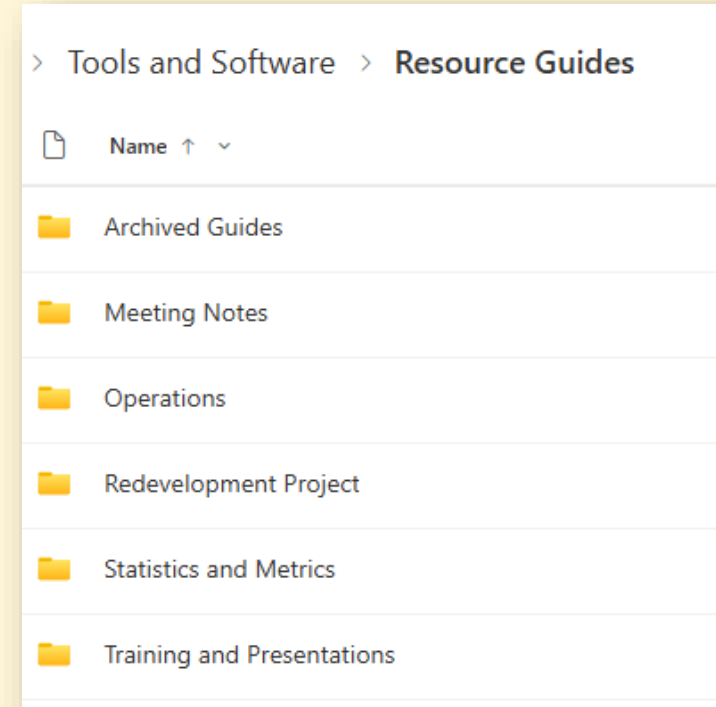 Tools and Software > Resource Guides
Name
Archived Guides
Meeting Notes
Operations
Redevelopment Project
Statistics and Metrics
Training and Presentations